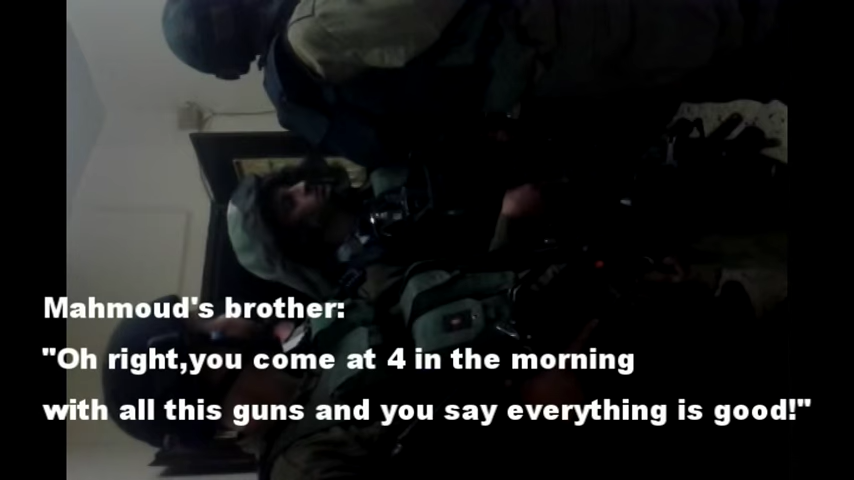 Mahmoud's brother:
"Oh right,you come at 4 in the morning
with all this guns and you say everything is good!"